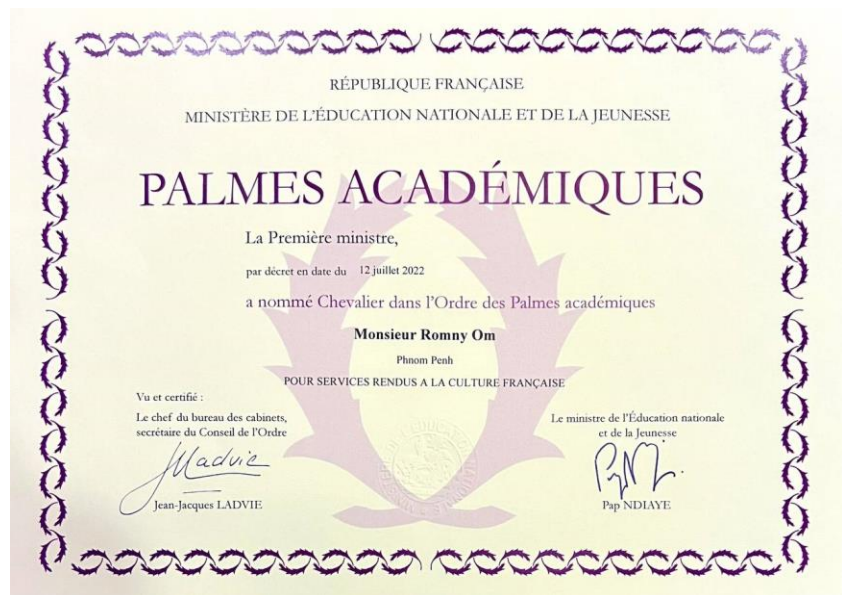 RÉPUBLIQUE FRANÇAISE
MINISTÈRE DE L'ÉDUCATION NATIONALE ET DE LA JEUNESSE
PALMES ACADÉMIQUES
La Première ministre,
par décret en date du 12 juillet 2022
a nommé Chevalier dans l'Ordre des Palmes académiques
Monsieur Romny Om
Phnom Penh
POUR SERVICES RENDUS A LA CULTURE FRANÇAISE
Vu et certifié :
Le chef du bureau des cabinets,
secrétaire du Conseil de l'Ordre
Jean-Jacques LADVIE
Le ministre de l'Éducation nationale
et de la Jeunesse
Pap NDIAYE